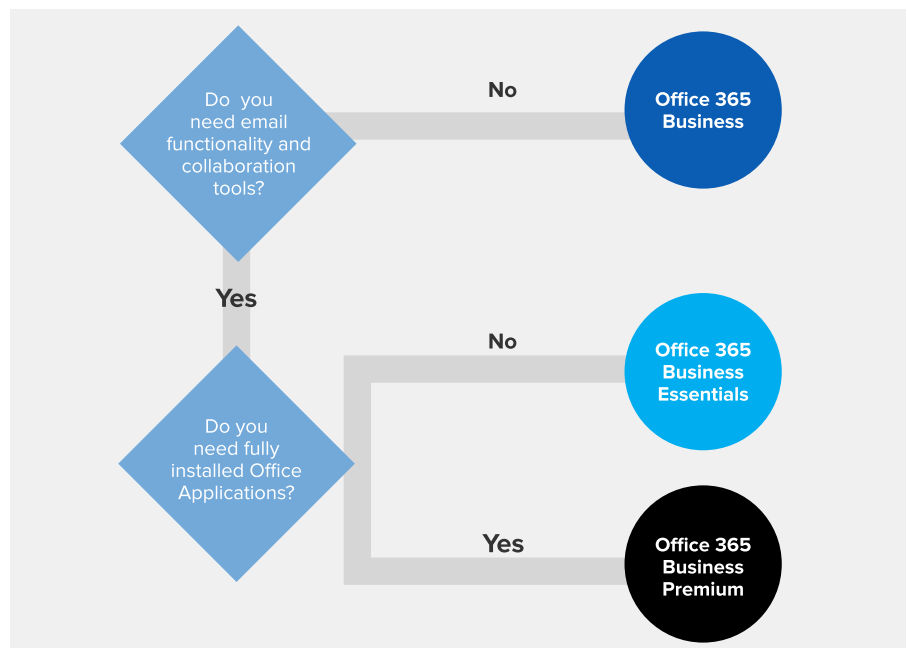 Do  you
need email
functionality and
collaboration
tools?
No
Office 365
Business
Yes
Do you
need fully
installed Office
Applications?
No
Office 365
Business
Essentials
Yes
Office 365
Business
Premium